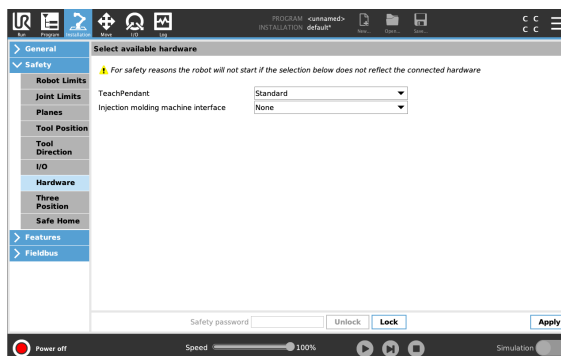 UR
PROGRAM <unnamed>
INSTALLATION default*
Run Program Installation Move I/O Log New... Open... Save...
C C
C C
General
Select available hardware
Safety
! For safety reasons the robot will not start if the selection below does not reflect the connected hardware
Robot Limits
TeachPendant Standard
Joint Limits
Injection molding machine interface None
Planes
Tool Position
Tool
Direction
I/O
Hardware
Three
Position
Safe Home
Features
Fieldbus
Safety password Unlock Lock Apply
Power off Speed 100% Simulation